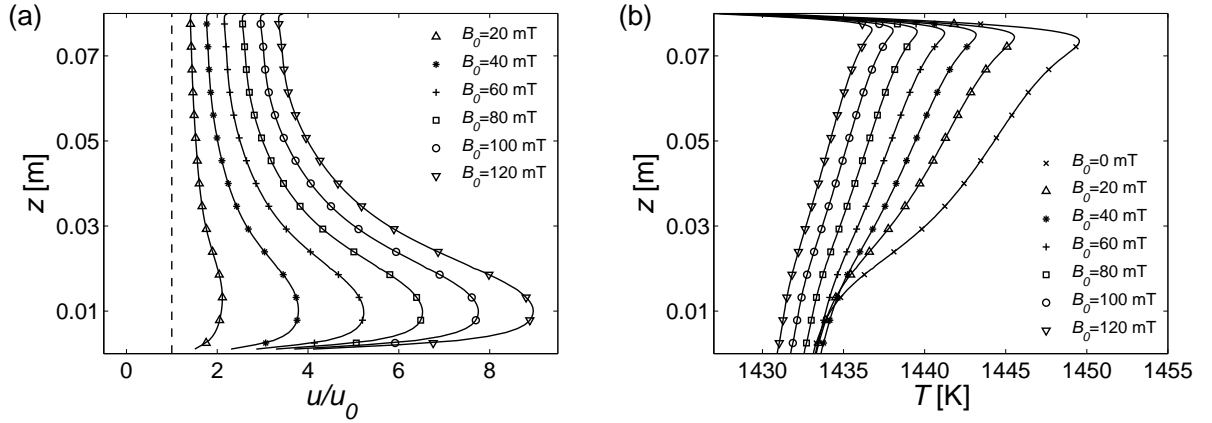 (a)
0.07
0.05
0.03
0.01
z [m]
0 2 4 6 8
u/u0
B0=20 mT
B0=40 mT
B0=60 mT
B0=80 mT
B0=100 mT
B0=120 mT
(b)
0.07
0.05
0.03
0.01
z [m]
1430 1435 1440 1445 1450 1455
T [K]
B0=0 mT
B0=20 mT
B0=40 mT
B0=60 mT
B0=80 mT
B0=100 mT
B0=120 mT